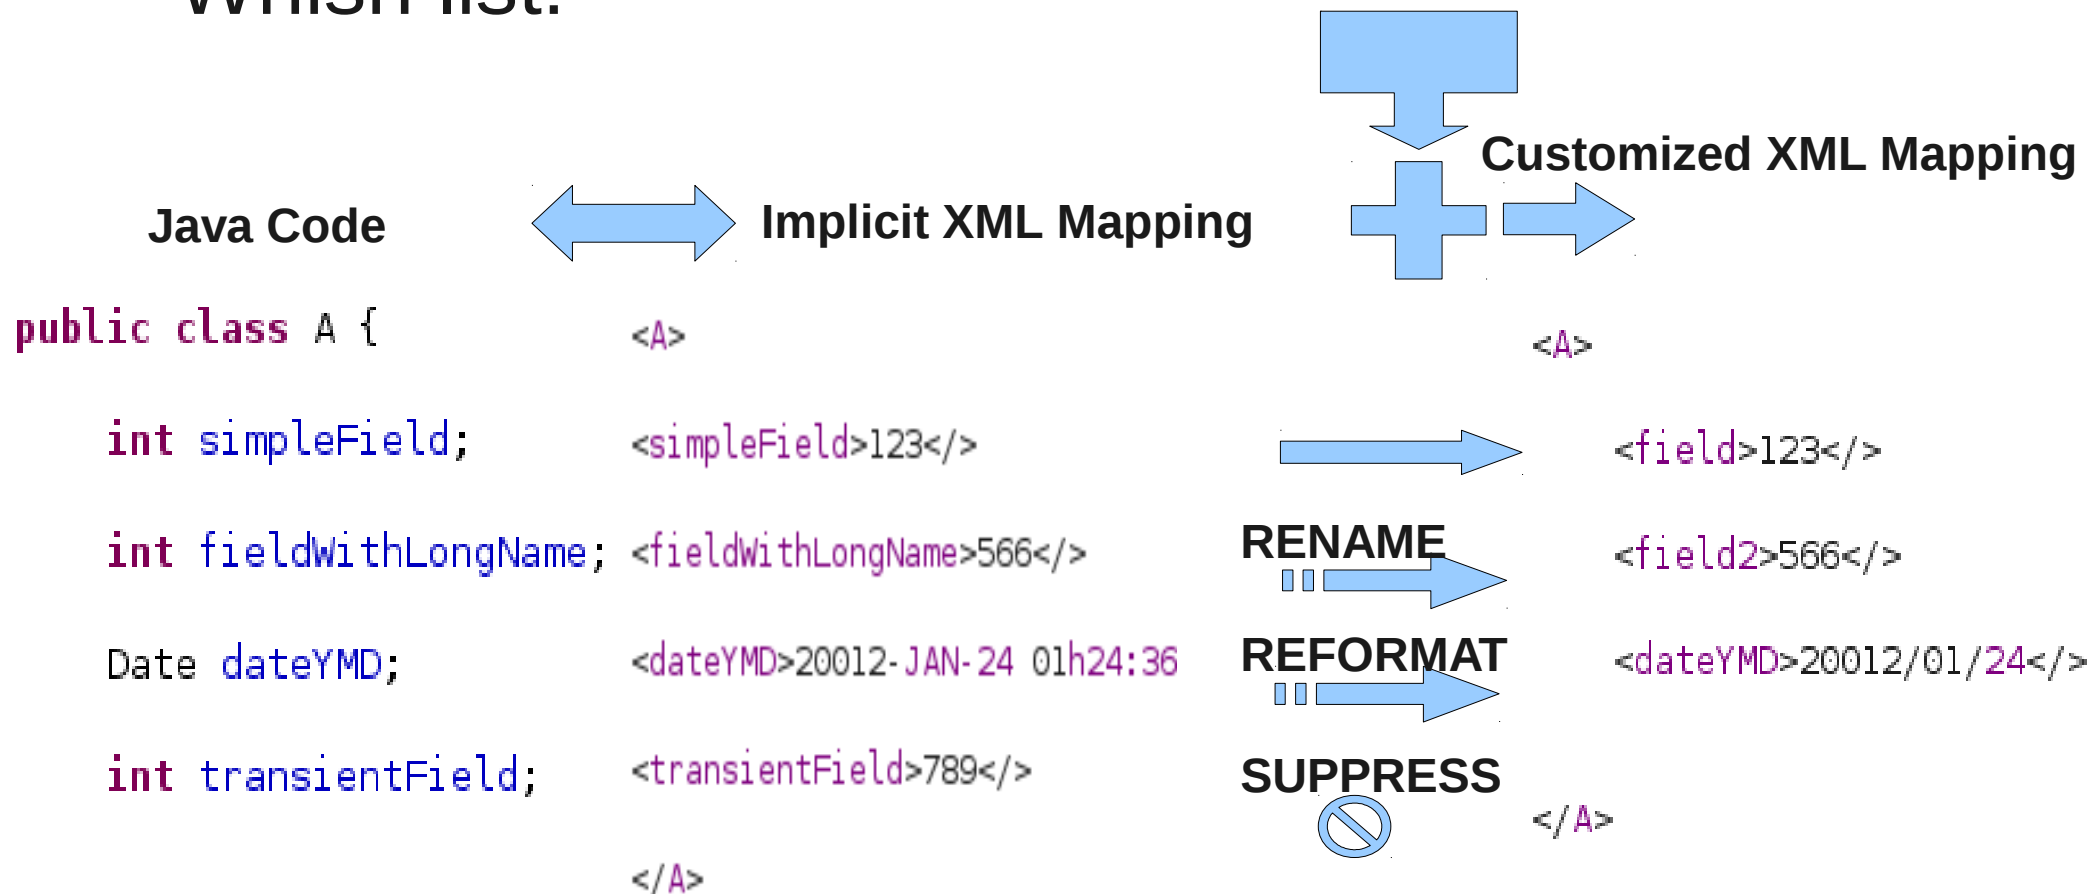 Whish list:
Customized XML Mapping
Java Code
Implicit XML Mapping
public class A {
<A>
<A>
int simpleField;
<simpleField>123</>
<field>123</>
int fieldWithLongName;
<fieldWithLongName>566</>
RENAME
<field2>566</>
Date dateYMD;
<dateYMD>20012-JAN-24 01h24:36
REFORMAT
<dateYMD>20012/01/24</>
int transientField;
<transientField>789</>
SUPPRESS
</A>
</A>